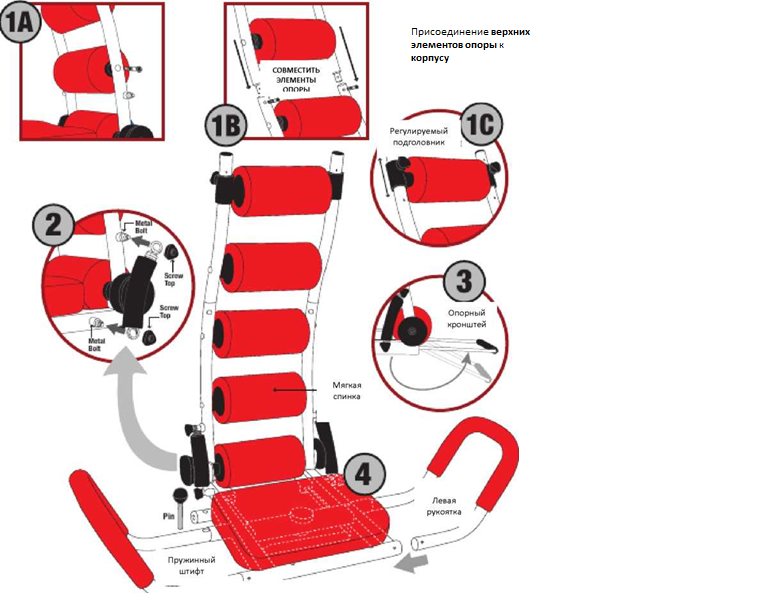 1A
Присоединение верхних
элементов опоры к
корпусу
СОВМЕСТИТЬ
ЭЛЕМЕНТЫ
ОПОРЫ
1B
1C
Регулируемый
подголовник
2
Metal
Bolt
Screw
Top
Screw
Top
Metal
Bolt
3
Опорный
кронштей
Мягкая
спинка
4
Левая
рукоятка
Pin
Пружинный
штифт